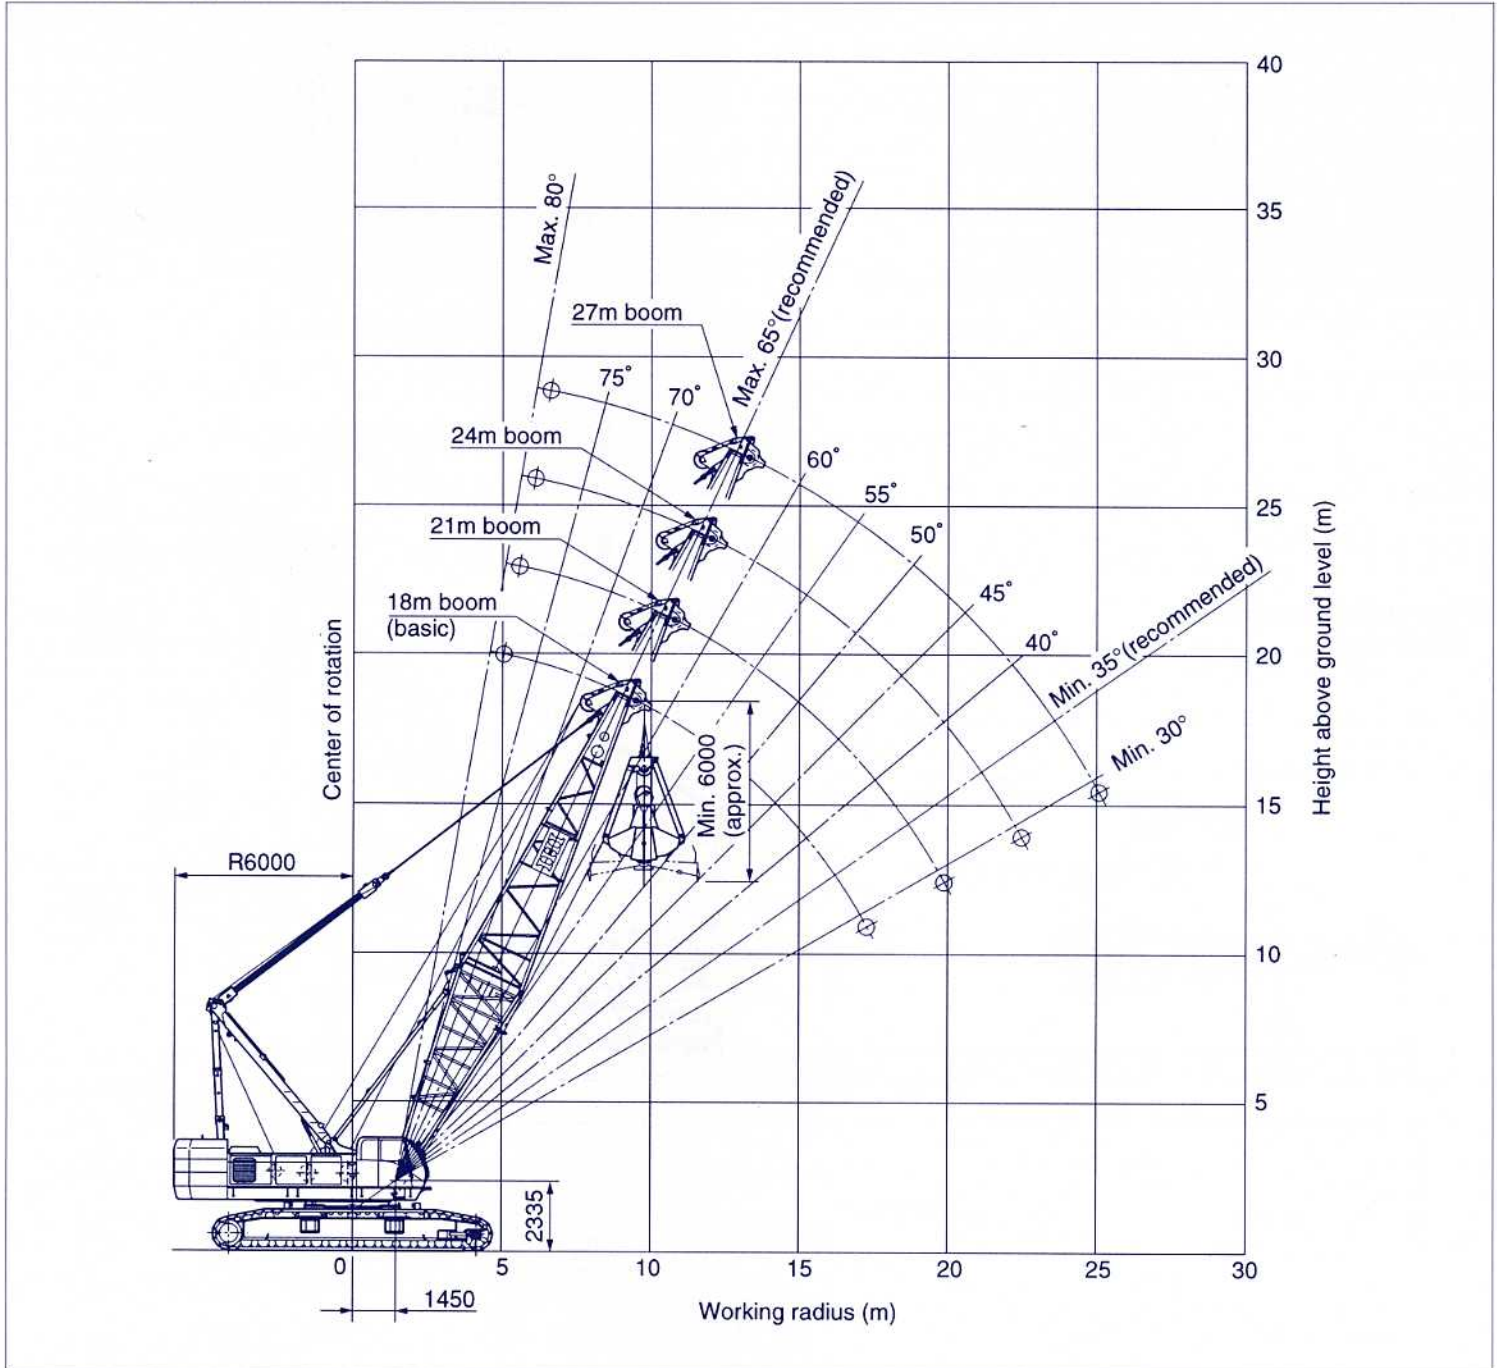 40
35
30
25
20
15
10
5
Height above ground level (m)
Max. 80°
Max. 65°(recommended)
27m boom
75°
70°
24m boom
60°
55°
21m boom
50°
18m boom
(basic)
45°
40°
Min. 35°(recommended)
Min. 30°
Center of rotation
Min. 6000
(approx.)
R6000
2335
0
5
10
15
20
25
30
1450
Working radius (m)